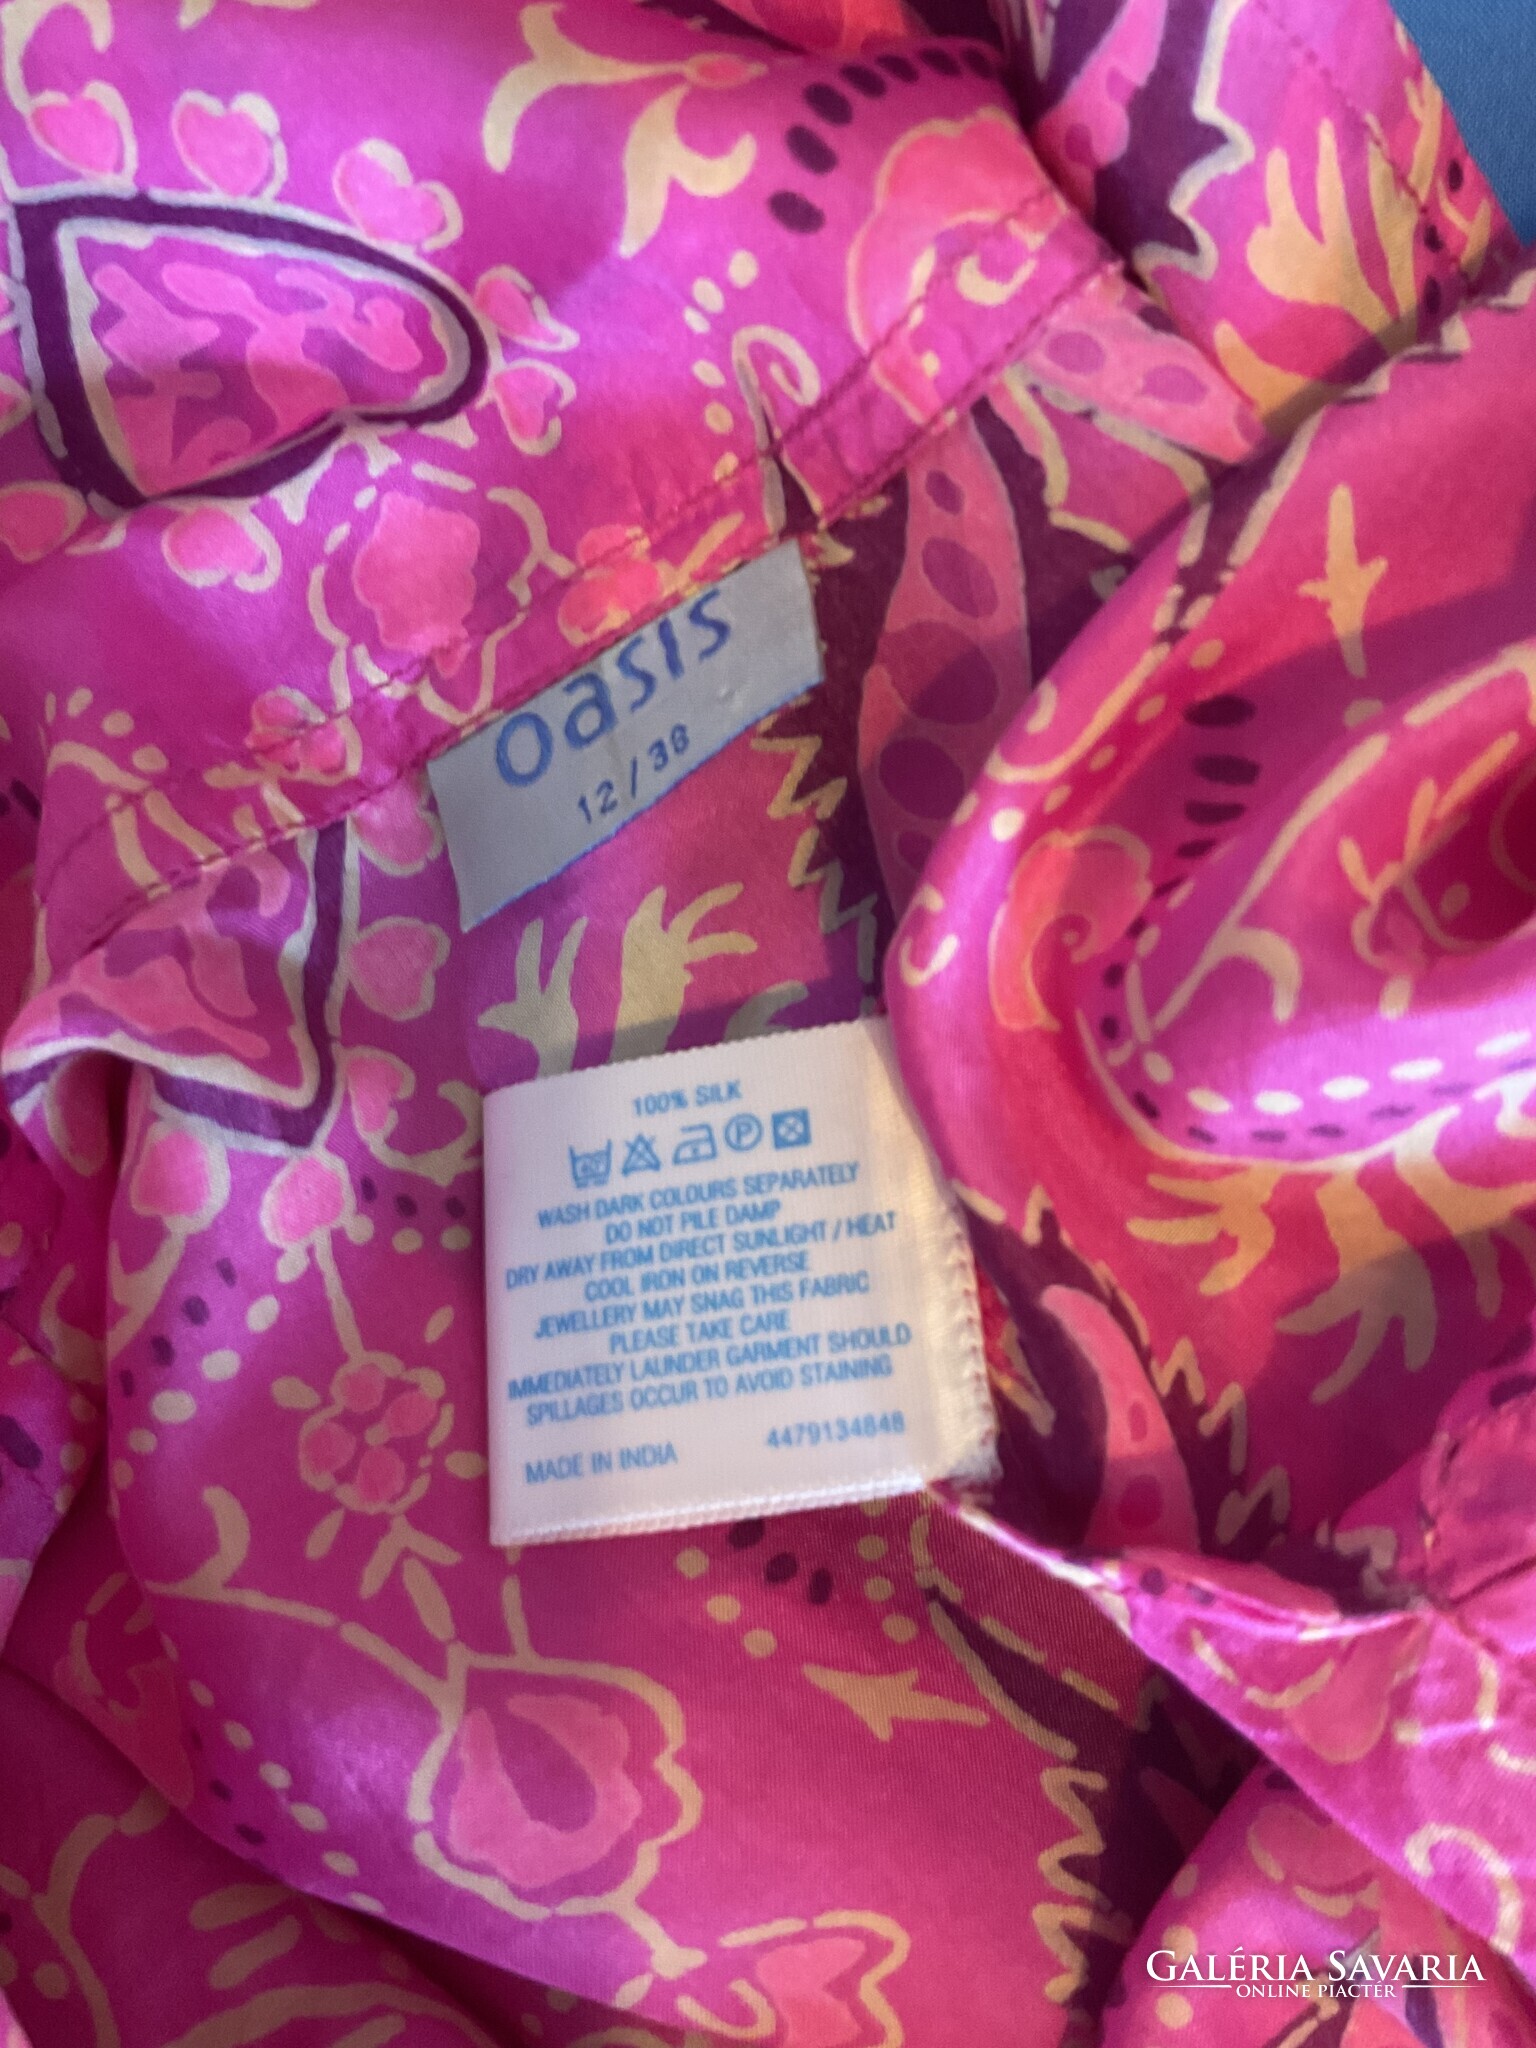 oasis
12/38
100% SILK
40 P
WASH DARK COLOURS SEPARATELY
DO NOT PILE DAMP
DRY AWAY FROM DIRECT SUNLIGHT / HEAT
COOL IRON ON REVERSE
JEWELLERY MAY SNAG THIS FABRIC
PLEASE TAKE CARE
IMMEDIATELY LAUNDER GARMENT SHOULD
SPILLAGES OCCUR TO AVOID STAINING
MADE IN INDIA 4479134848
GALÉRIA SAVARIA
ONLINE PIACTÉR